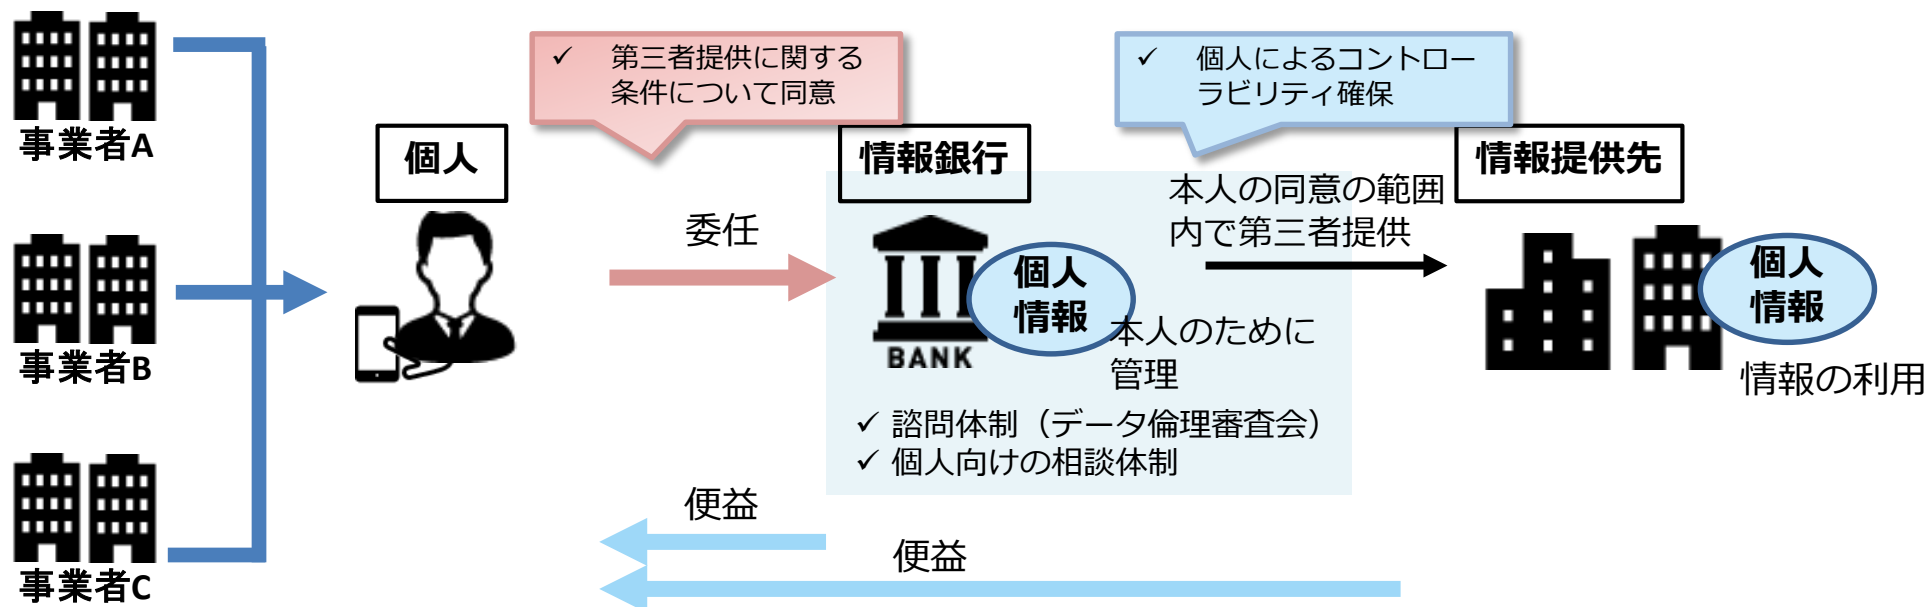 第三者提供に関する
条件について同意
個人によるコントロー
ラビリティ確保
事業者A
個人
情報銀行
情報提供先
委任
本人の同意の範囲
内で第三者提供
個人
情報
BANK
本人のために
管理
個人
情報
情報の利用
事業者B
諮問体制（データ倫理審査会）
個人向けの相談体制
便益
便益
事業者C